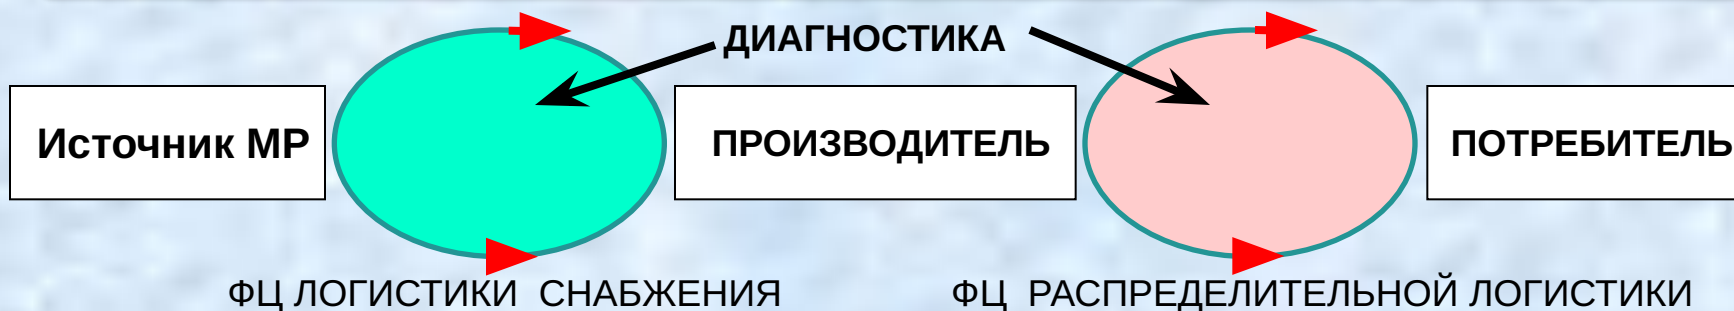 ДИАГНОСТИКА
Источник МР
ПРОИЗВОДИТЕЛЬ
ПОТРЕБИТЕЛЬ
ФЦ ЛОГИСТИКИ СНАБЖЕНИЯ
ФЦ РАСПРЕДЕЛИТЕЛЬНОЙ ЛОГИСТИКИ